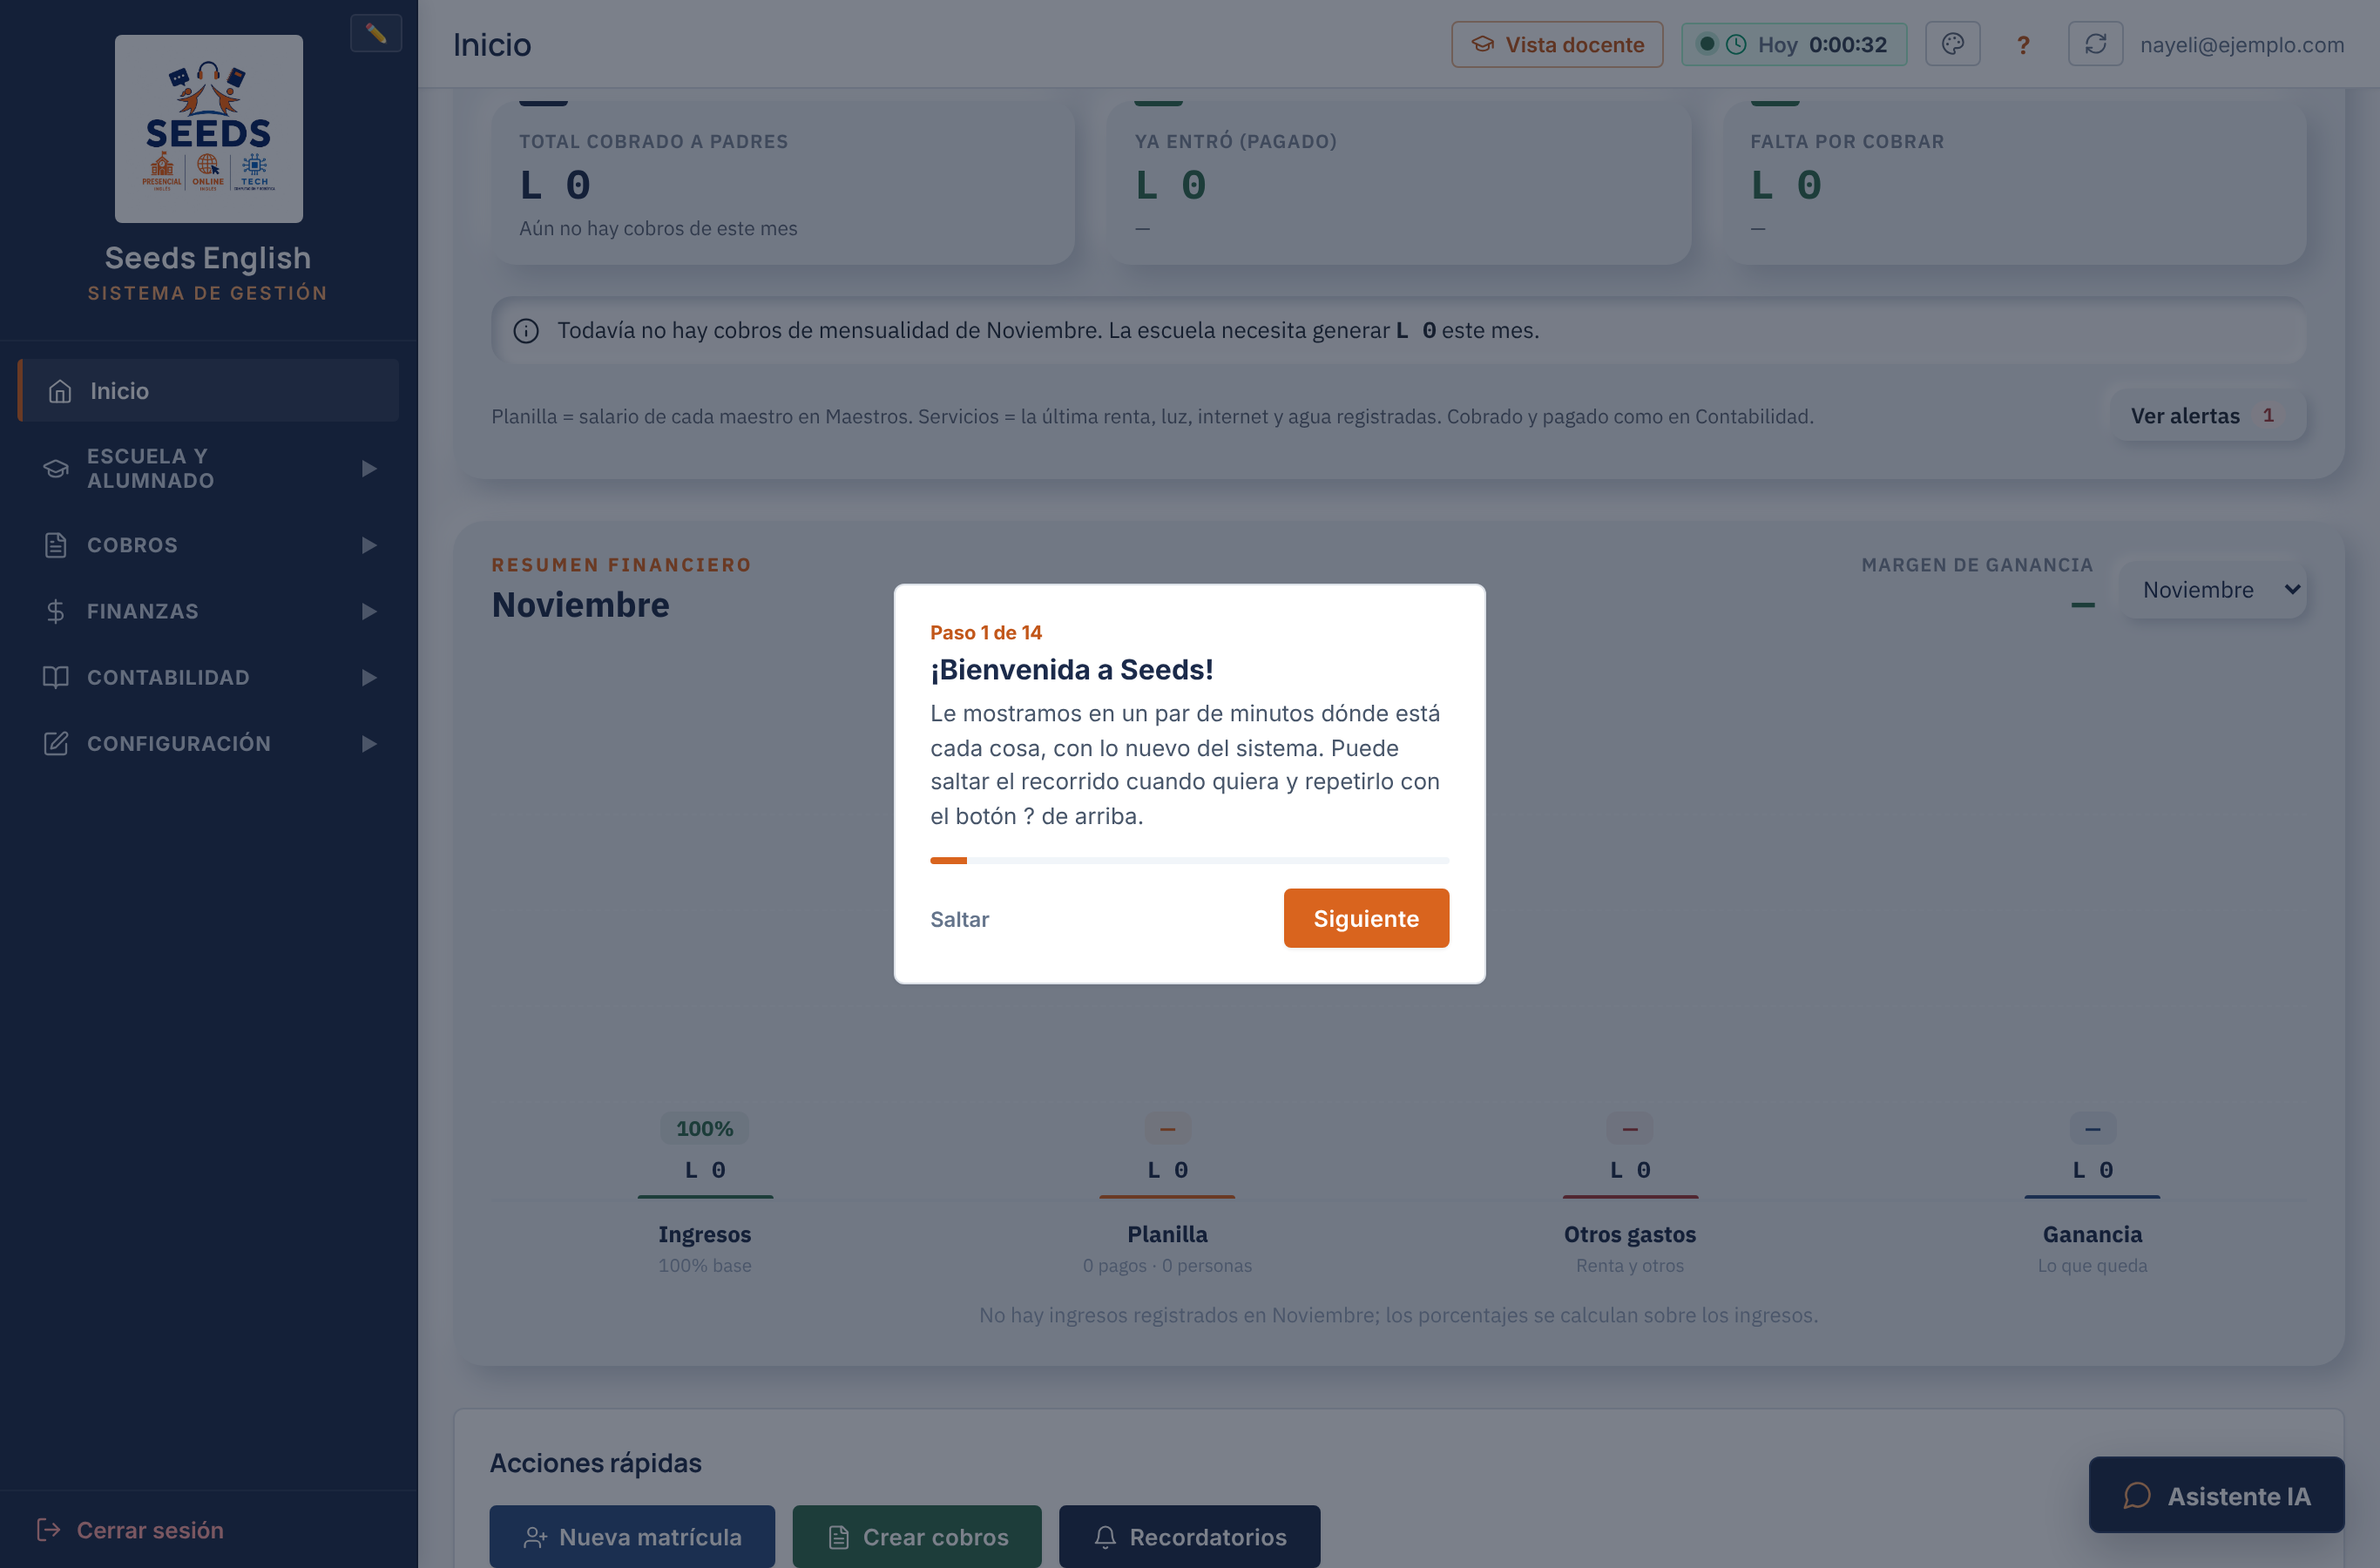 SEEDS
PRESENCIAL
INGLÉS
ONLINE
INGLÉS
TECH
Seeds English
SISTEMA DE GESTIÓN
Inicio
ESCUELA Y
ALUMNADO
COBROS
FINANZAS
CONTABILIDAD
CONFIGURACIÓN
Cerrar sesión
Inicio
Vista docente
Hoy 0:00:32
?
nayeli@ejemplo.com
TOTAL COBRADO A PADRES
L 0
Aún no hay cobros de este mes
YA ENTRÓ (PAGADO)
L 0
—
FALTA POR COBRAR
L 0
—
Todavía no hay cobros de mensualidad de Noviembre. La escuela necesita generar L 0 este mes.
Planilla = salario de cada maestro en Maestros. Servicios = la última renta, luz, internet y agua registradas. Cobrado y pagado como en Contabilidad.
Ver alertas 1
RESUMEN FINANCIERO
Noviembre
MARGEN DE GANANCIA
—
Noviembre
Paso 1 de 14
¡Bienvenida a Seeds!
Le mostramos en un par de minutos dónde está
cada cosa, con lo nuevo del sistema. Puede
saltar el recorrido cuando quiera y repetirlo con
el botón ? de arriba.
Saltar
Siguiente
100%
L 0
Ingresos
100% base
—
L 0
Planilla
0 pagos · 0 personas
—
L 0
Otros gastos
Renta y otros
—
L 0
Ganancia
Lo que queda
No hay ingresos registrados en Noviembre; los porcentajes se calculan sobre los ingresos.
Acciones rápidas
Nueva matrícula
Crear cobros
Recordatorios
Asistente IA